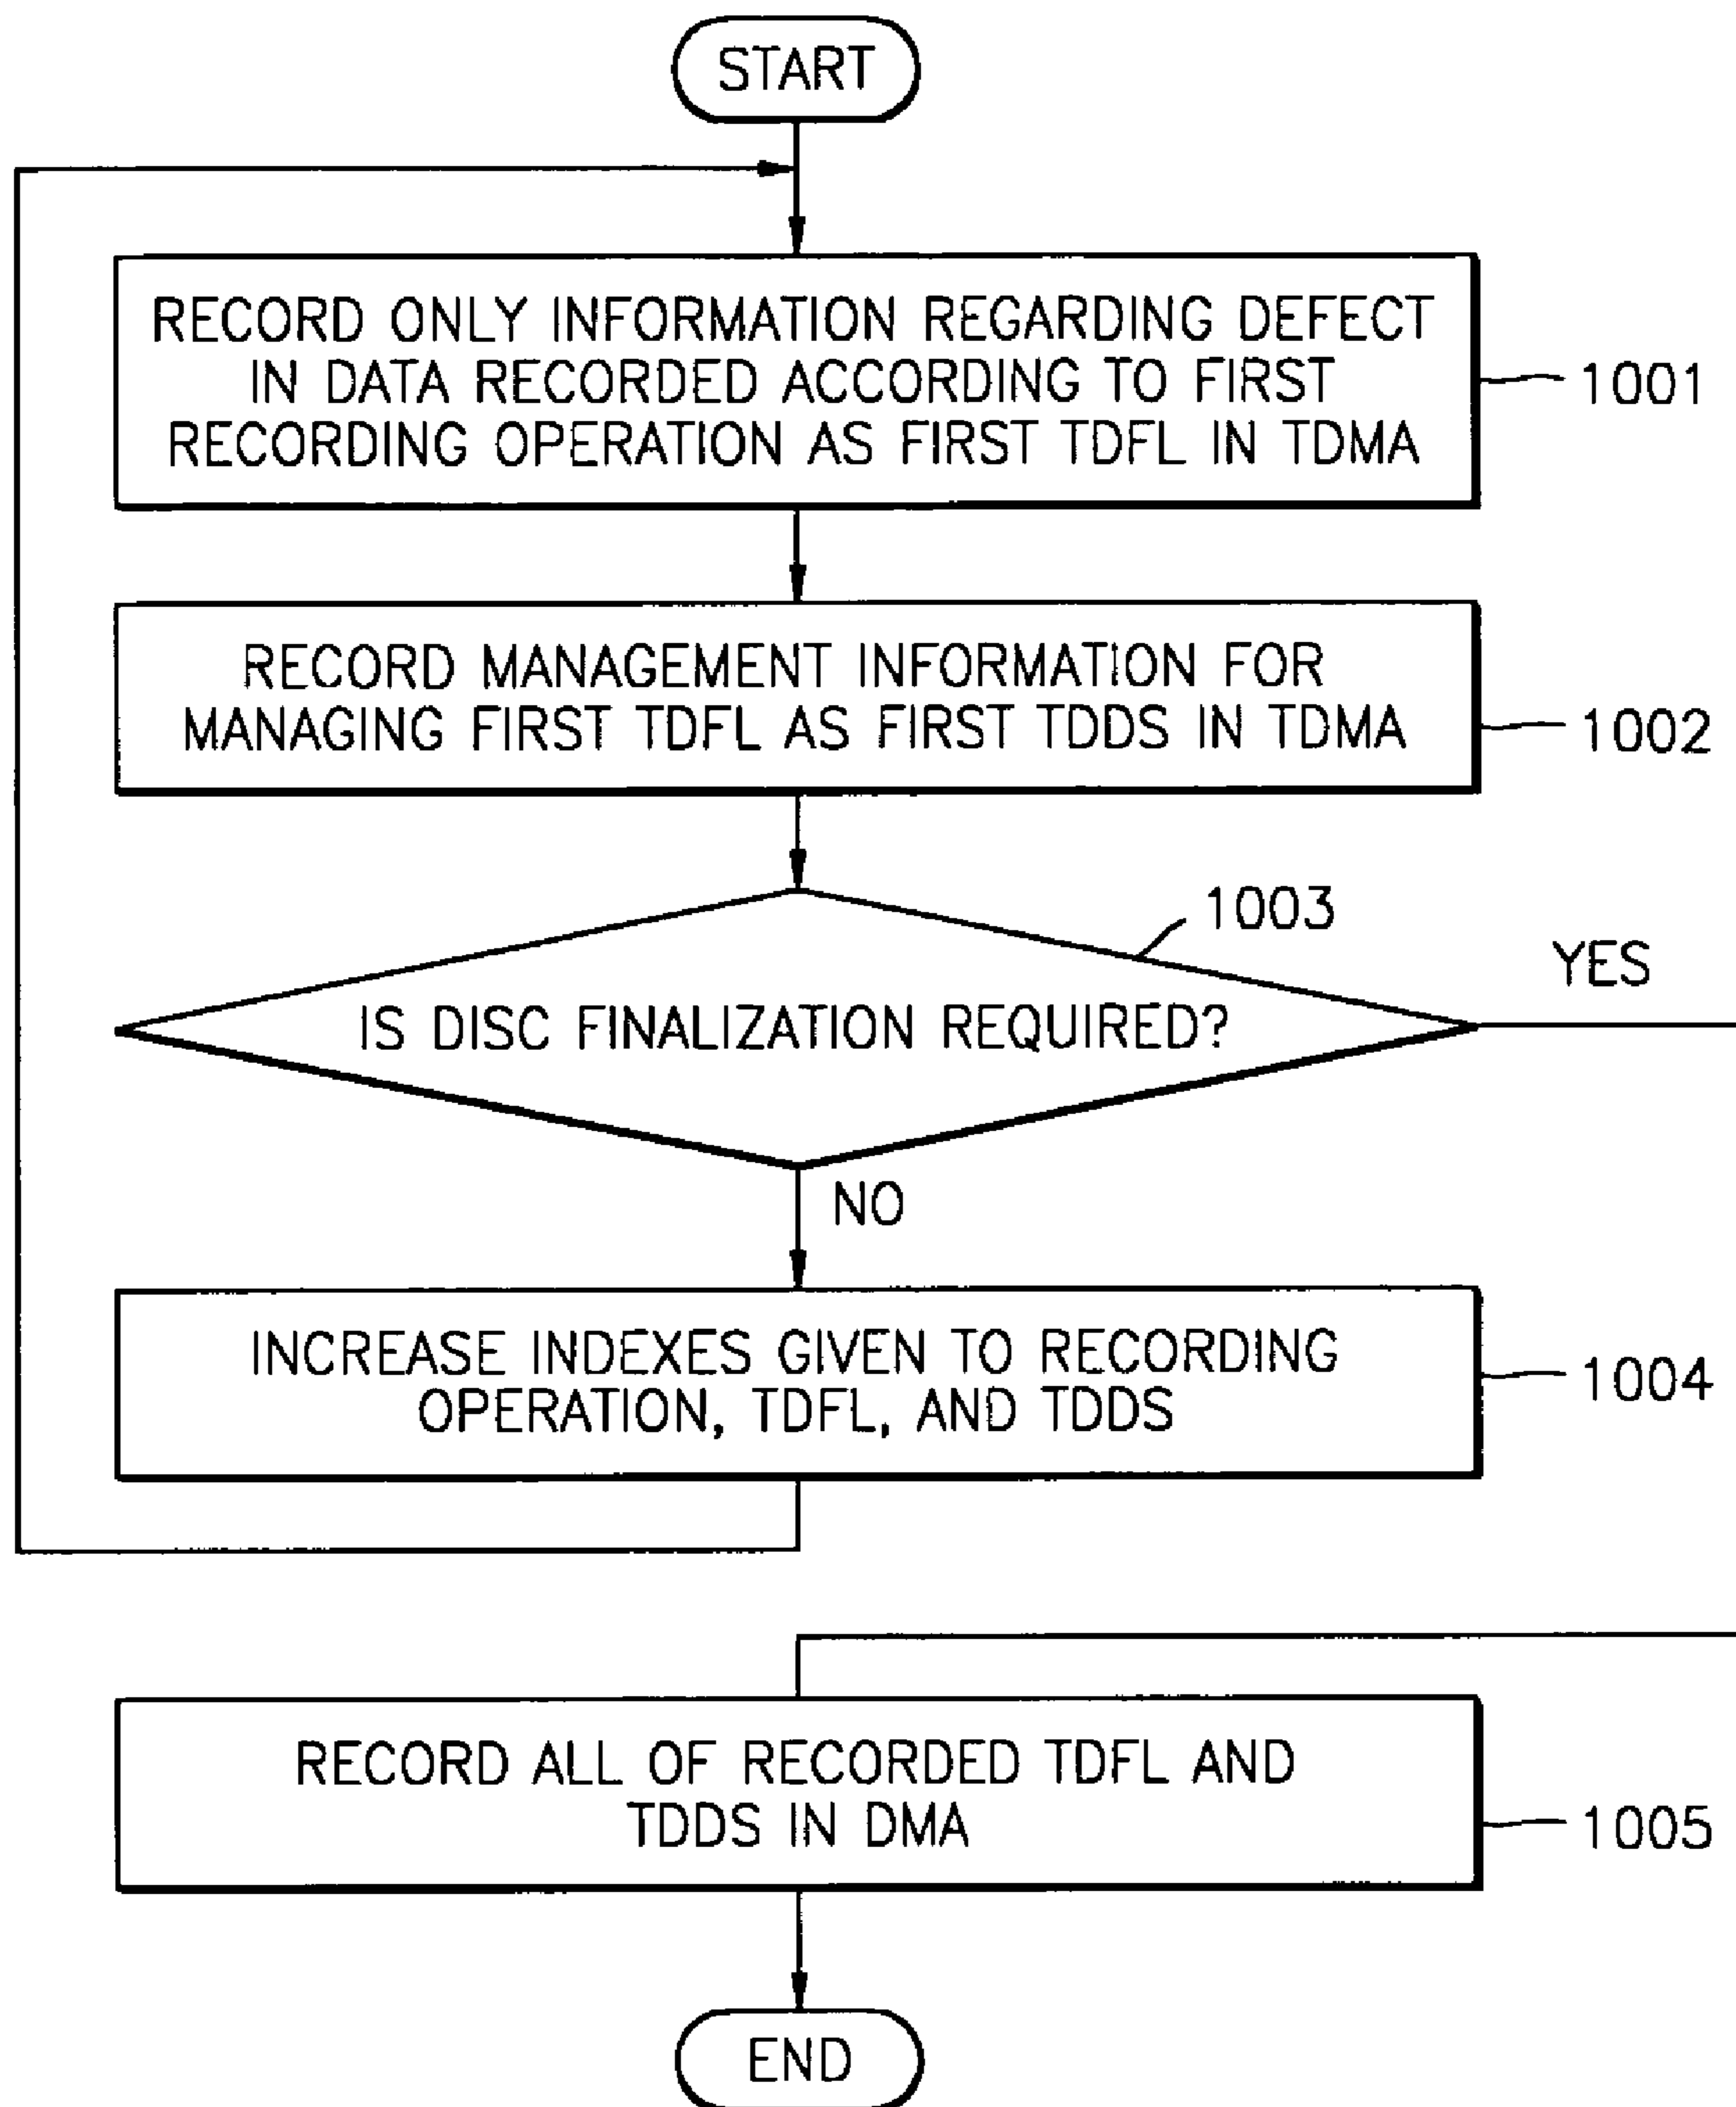 START
RECORD ONLY INFORMATION REGARDING DEFECT
IN DATA RECORDED ACCORDING TO FIRST
RECORDING OPERATION AS FIRST TDFL IN TDMA
1001
RECORD MANAGEMENT INFORMATION FOR
MANAGING FIRST TDFL AS FIRST TDDS IN TDMA
1002
1003
YES
IS DISC FINALIZATION REQUIRED?
NO
INCREASE INDEXES GIVEN TO RECORDING
OPERATION, TDFL, AND TDDS
1004
RECORD ALL OF RECORDED TDFL AND
TDDS IN DMA
1005
END